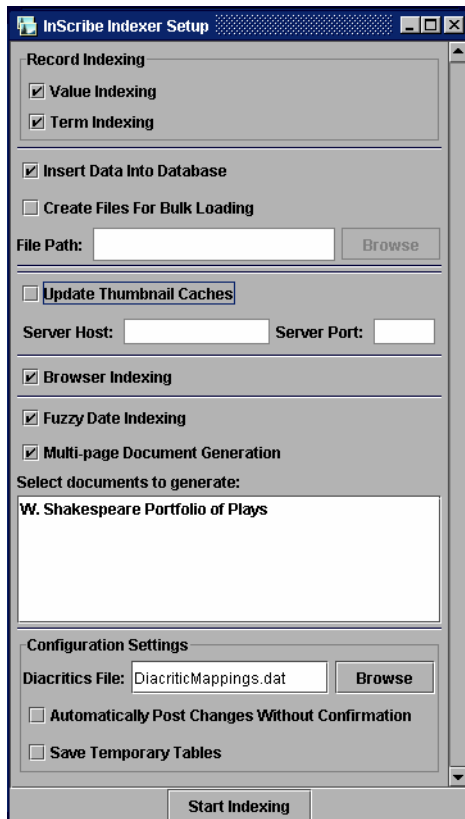 InScribe Indexer Setup
Record Indexing
Value Indexing
Term Indexing
Insert Data Into Database
Create Files For Bulk Loading
File Path: Browse
Update Thumbnail Caches
Server Host: Server Port:
Browser Indexing
Fuzzy Date Indexing
Multi-page Document Generation
Select documents to generate:
W. Shakespeare Portfolio of Plays
Configuration Settings
Diacritics File: DiacriticMappings.dat Browse
Automatically Post Changes Without Confirmation
Save Temporary Tables
Start Indexing